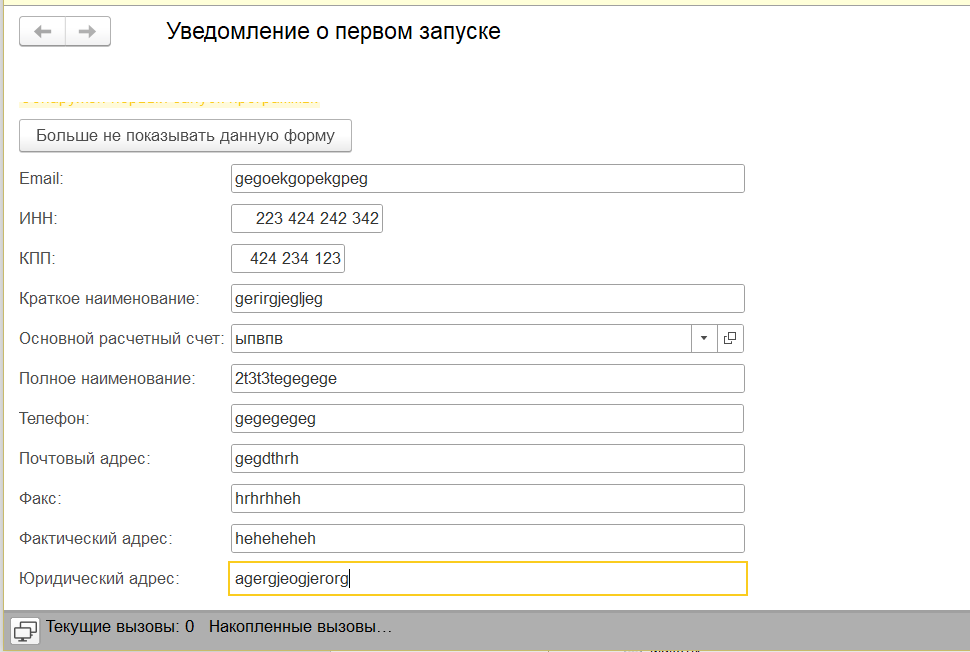 Уведомление о первом запуске
Больше не показывать данную форму
Email: gegoekgopekgpeg
ИНН: 223 424 242 342
КПП: 424 234 123
Краткое наименование: gerirgjegljeg
Основной расчетный счет: ыпвпв
Полное наименование: 2t3t3tegegege
Телефон: gegegegeg
Почтовый адрес: gegdthrh
Факс: hrhrhheh
Фактический адрес: heheheheh
Юридический адрес: agergjeogjerorg
Текущие вызовы: 0 Накопленные вызовы...